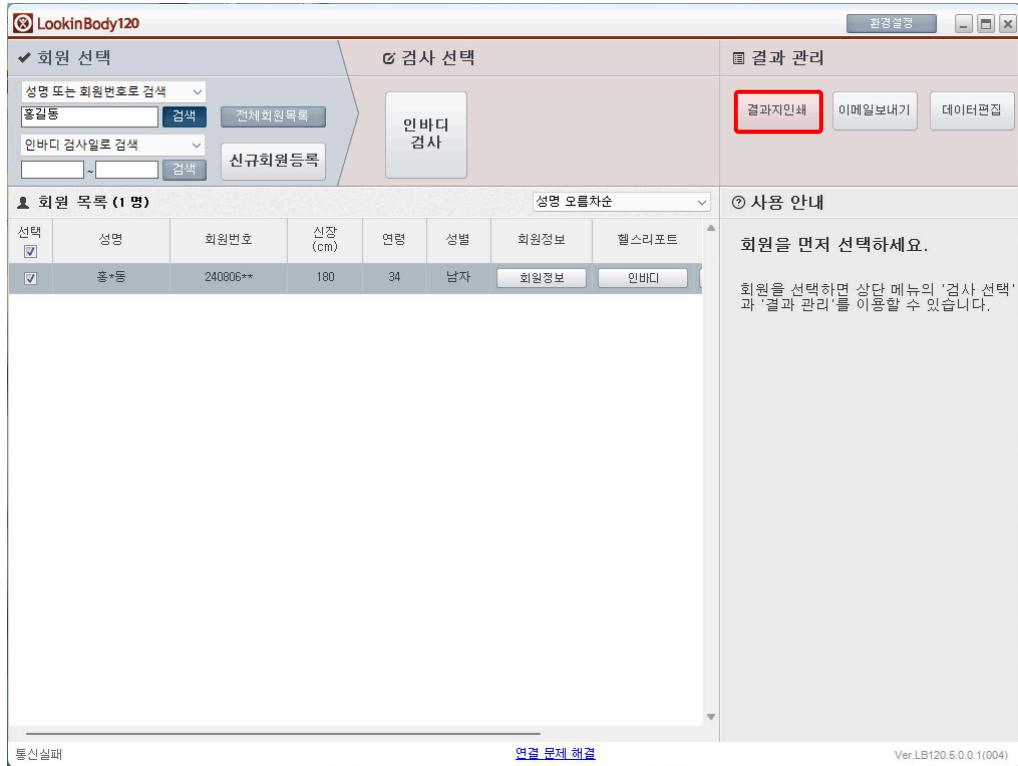 LookinBody120
환경설정
회원 선택
검사 선택
결과 관리
성명 또는 회원번호로 검색
홍길동
검색
전체회원목록
인바디 검사일로 검색
~
검색
신규회원등록
인바디
검사
결과지인쇄
이메일보내기
데이터편집
회원 목록 (1 명)
성명 오름차순
사용 안내
선택
성명
회원번호
신장
(cm)
연령
성별
회원정보
헬스리포트
홍*동
240806**
180
34
남자
회원정보
인바디
회원을 먼저 선택하세요.
회원을 선택하면 상단 메뉴의 '검사 선택'
과 '결과 관리'를 이용할 수 있습니다.
통신실패
연결 문제 해결
Ver.LB120.5.0.0.1(004)